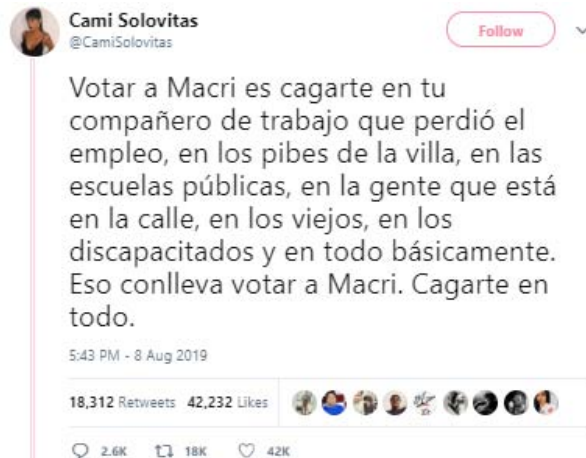 Cami Solovitas
@CamiSolovitas
Follow
Votar a Macri es cagarte en tu
compañero de trabajo que perdió el
empleo, en los pibes de la villa, en las
escuelas públicas, en la gente que está
en la calle, en los viejos, en los
discapacitados y en todo básicamente.
Eso conlleva votar a Macri. Cagarte en
todo.
5:43 PM - 8 Aug 2019
18,312 Retweets 42,232 Likes
2.6K 18K 42K